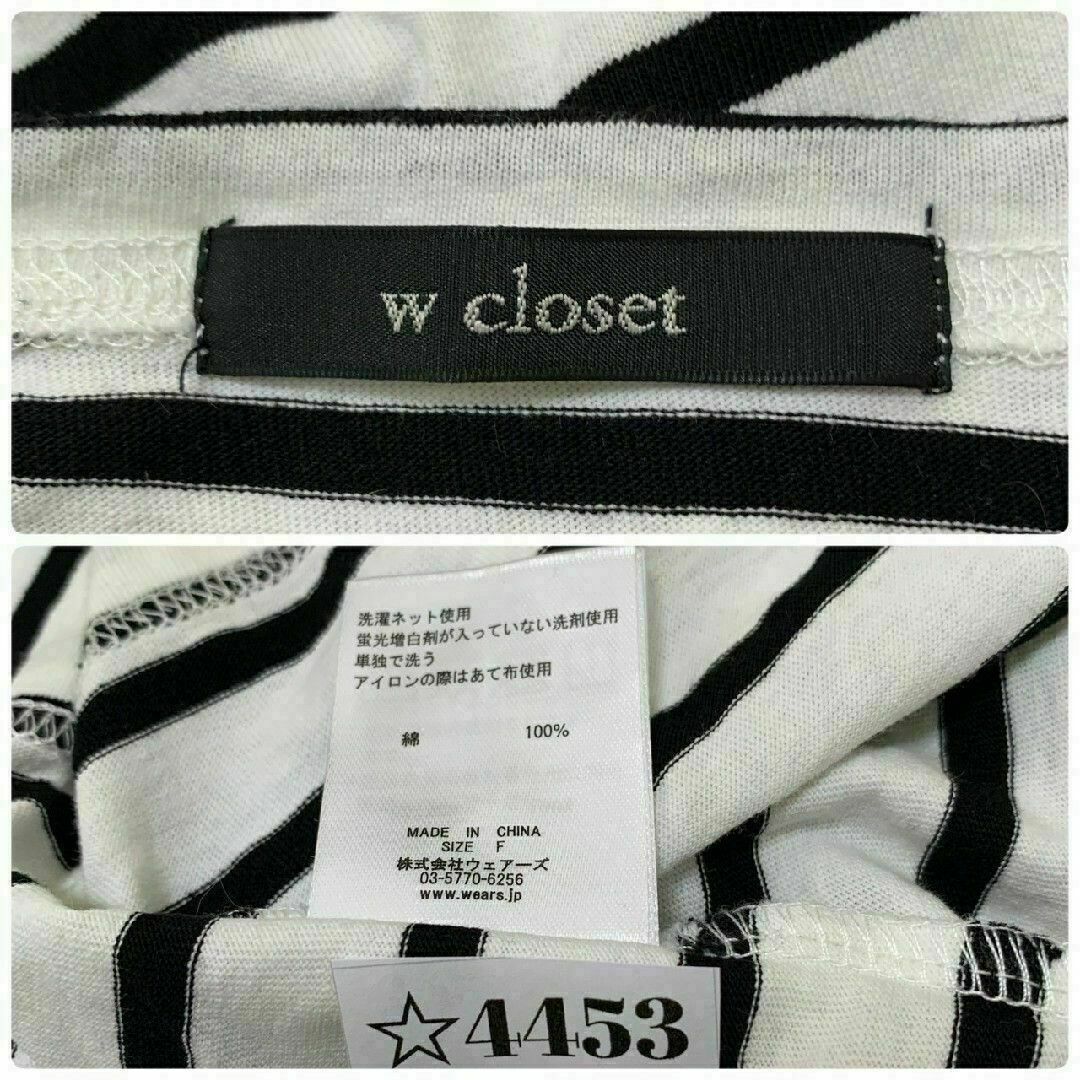 w closet
洗濯ネット使用
蛍光増白剤が入っていない洗剤使用
単独で洗う
アイロンの際はあて布使用
綿 100%
MADE IN CHINA
SIZE F
株式会社ウェアーズ
03-5770-6256
www.wears.jp
☆4453